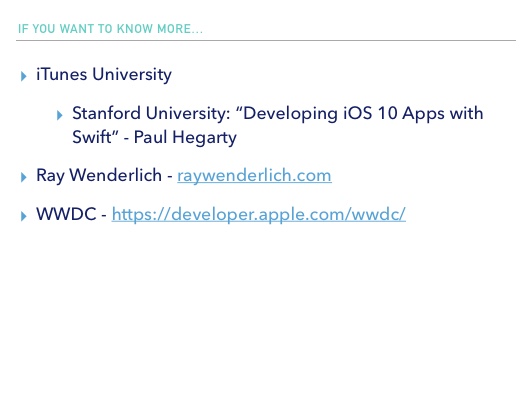 IF YOU WANT TO KNOW MORE...
iTunes University
Stanford University: “Developing iOS 10 Apps with
Swift” - Paul Hegarty
Ray Wenderlich - raywenderlich.com
WWDC - https://developer.apple.com/wwdc/